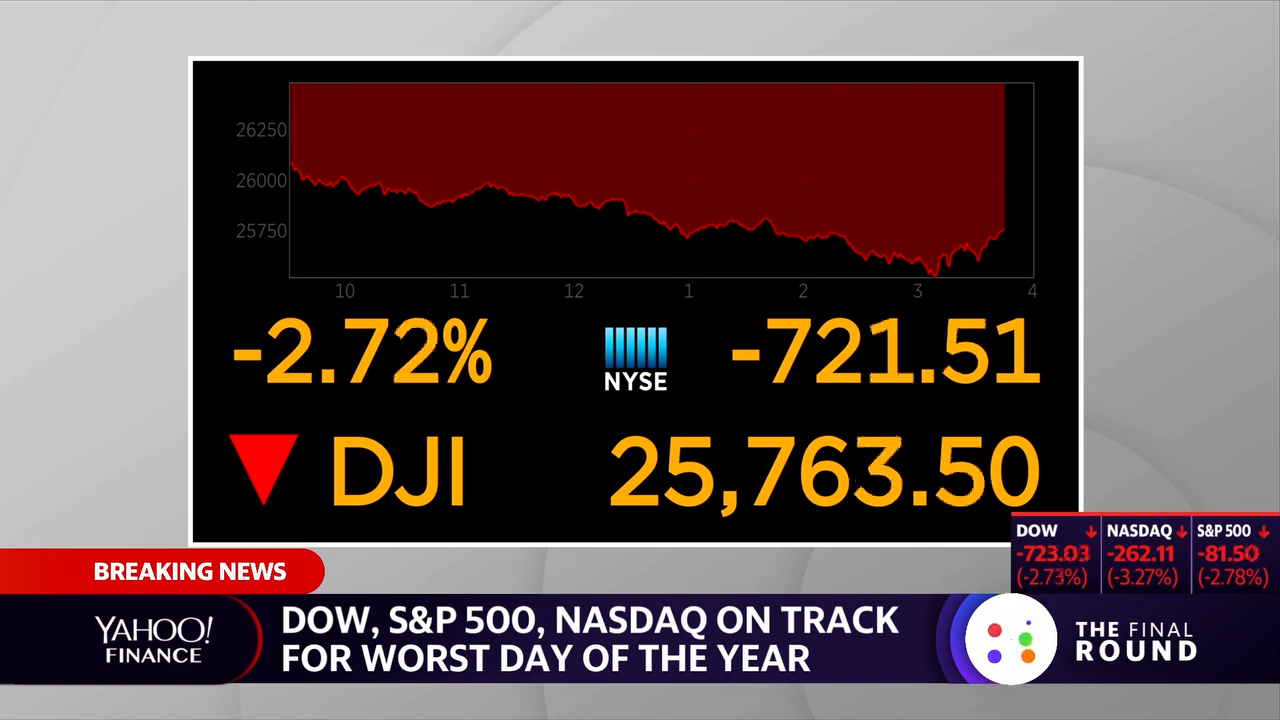 26250
26000
25750
10 11 12 1 2 3 4
-2.72% NYSE -721.51
DJI 25,763.50
DOW NASDAQ S&P 500
-723.03 -262.11 -81.50
(-2.73%) (-3.27%) (-2.78%)
BREAKING NEWS
YAHOO!
FINANCE
DOW, S&P 500, NASDAQ ON TRACK
FOR WORST DAY OF THE YEAR
THE FINAL
ROUND